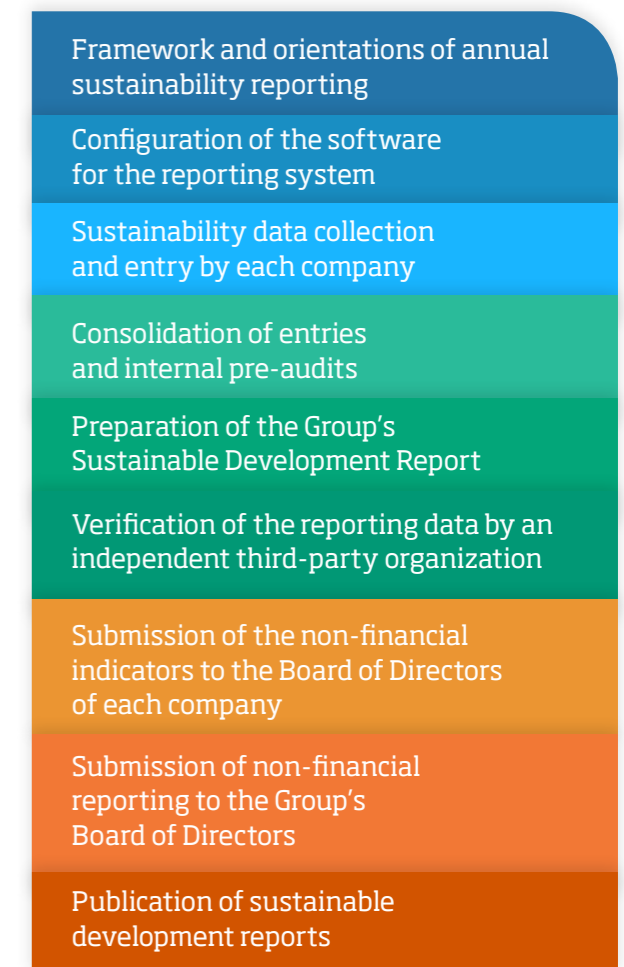 Framework and orientations of annual
sustainability reporting
Configuration of the software
for the reporting system
Sustainability data collection
and entry by each company
Consolidation of entries
and internal pre-audits
Preparation of the Group's
Sustainable Development Report
Verification of the reporting data by an
independent third-party organization
Submission of the non-financial
indicators to the Board of Directors
of each company
Submission of non-financial
reporting to the Group's
Board of Directors
Publication of sustainable
development reports